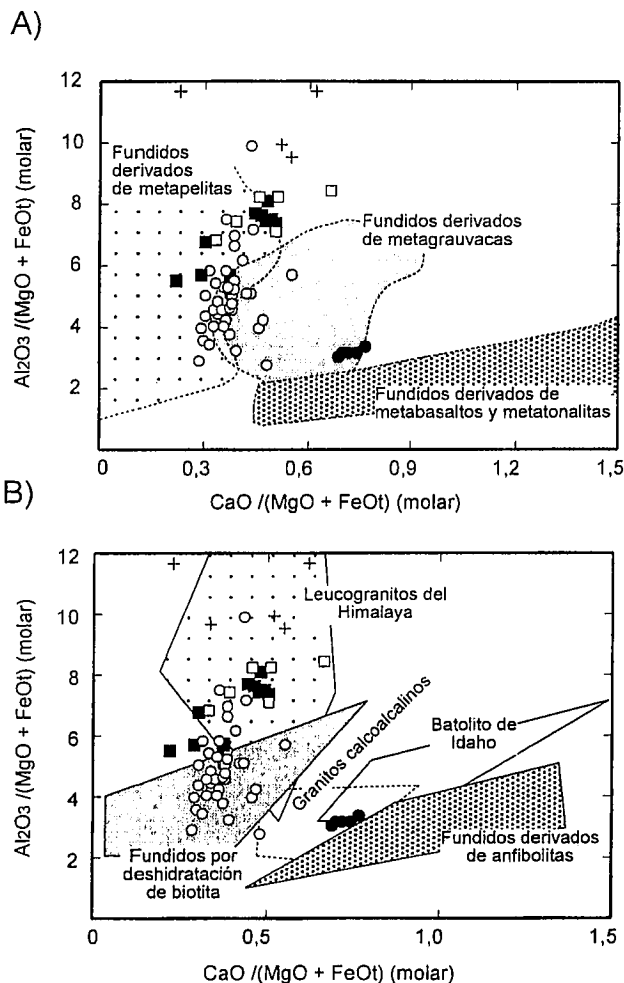 A)
Al2O3 /(MgO + FeOt) (molar)
12
10
8
6
4
2
Fundidos
derivados
de metapelitas
Fundidos derivados
de metagrauvacas
Fundidos derivados de
metabasaltos y metatonalitas
0
0,3
0,6
0,9
1,2
1,5
CaO /(MgO + FeOt) (molar)
B)
Al2O3 /(MgO + FeOt) (molar)
12
10
8
6
4
2
Leucogranitos del
Himalaya
Granitos calcoalcalinos
Batolito de
Idaho
Fundidos por
deshidratación
de biotita
Fundidos derivados
de anfibolitas
0
0,5
1,0
1,5
CaO /(MgO + FeOt) (molar)